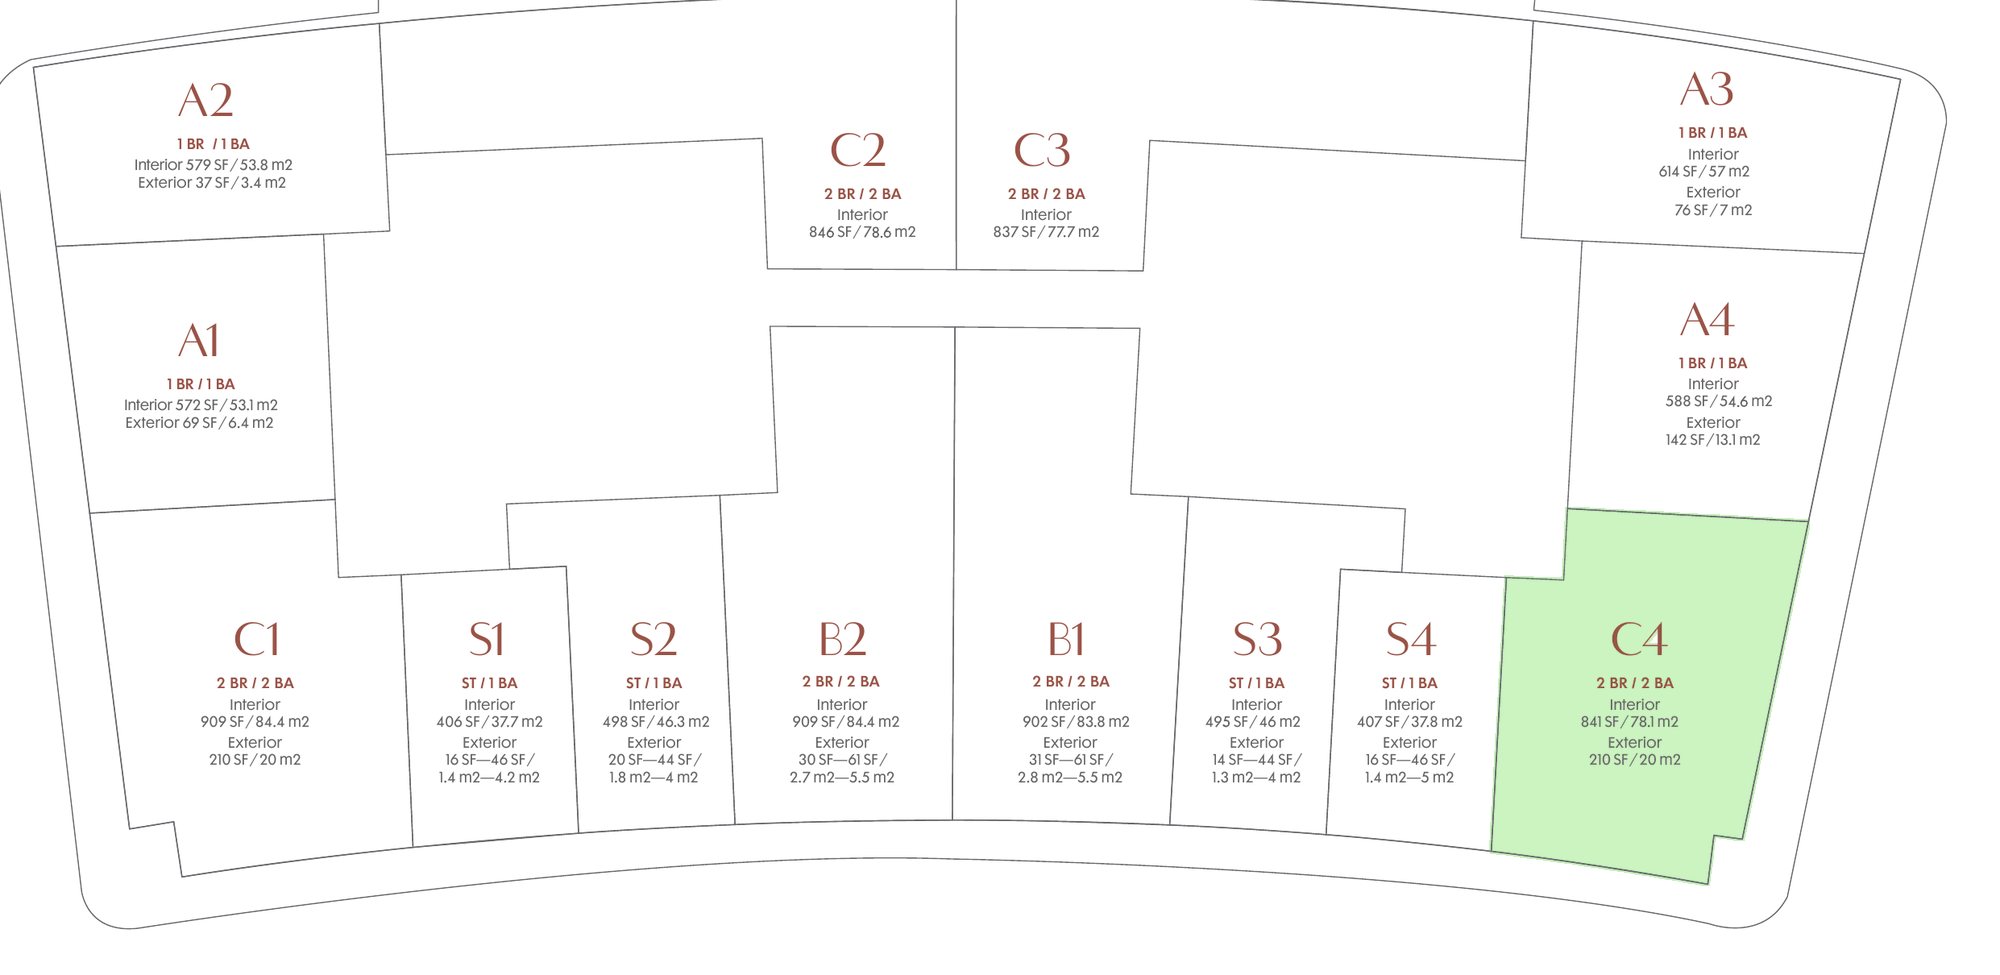 A2
1 BR / 1 BA
Interior 579 SF/53.8 m2
Exterior 37 SF/3.4 m2
C2
2 BR / 2 BA
Interior
846 SF/78.6 m2
C3
2 BR / 2 BA
Interior
837 SF/77.7 m2
A3
1 BR / 1 BA
Interior
614 SF/57 m2
Exterior
76 SF/7 m2
A1
1 BR / 1 BA
Interior 572 SF/53.1 m2
Exterior 69 SF/6.4 m2
A4
1 BR / 1 BA
Interior
588 SF/54.6 m2
Exterior
142 SF/13.1 m2
C1
2 BR / 2 BA
Interior
909 SF/84.4 m2
Exterior
210 SF/20 m2
S1
ST / 1 BA
Interior
406 SF/37.7 m2
Exterior
16 SF—46 SF/
1.4 m2—4.2 m2
S2
ST / 1 BA
Interior
498 SF/46.3 m2
Exterior
20 SF—44 SF/
1.8 m2—4 m2
B2
2 BR / 2 BA
Interior
909 SF/84.4 m2
Exterior
30 SF—61 SF/
2.7 m2—5.5 m2
B1
2 BR / 2 BA
Interior
902 SF/83.8 m2
Exterior
31 SF—61 SF/
2.8 m2—5.5 m2
S3
ST / 1 BA
Interior
495 SF/46 m2
Exterior
14 SF—44 SF/
1.3 m2—4 m2
S4
ST / 1 BA
Interior
407 SF/37.8 m2
Exterior
16 SF—46 SF/
1.4 m2—5 m2
C4
2 BR / 2 BA
Interior
841 SF/78.1 m2
Exterior
210 SF/20 m2